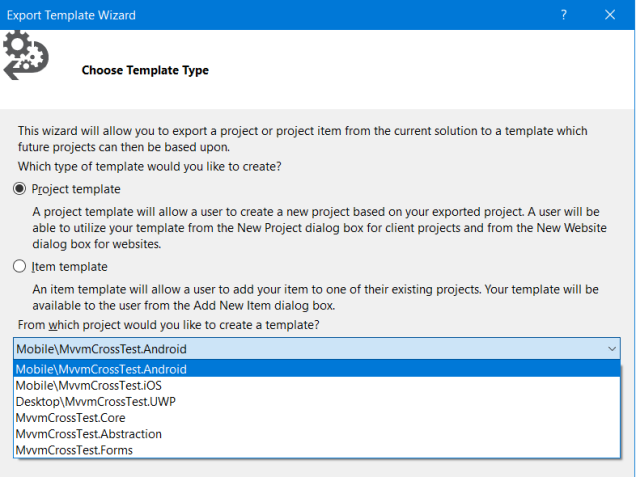 Export Template Wizard
?
Choose Template Type
This wizard will allow you to export a project or project item from the current solution to a template which
future projects can then be based upon.
Which type of template would you like to create?
Project template
A project template will allow a user to create a new project based on your exported project. A user will be
able to utilize your template from the New Project dialog box for client projects and from the New Website
dialog box for websites.
Item template
An item template will allow a user to add your item to one of their existing projects. Your template will be
available to the user from the Add New Item dialog box.
From which project would you like to create a template?
Mobile\MvvmCrossTest.Android
Mobile\MvvmCrossTest.Android
Mobile\MvvmCrossTest.iOS
Desktop\MvvmCrossTest.UWP
MvvmCrossTest.Core
MvvmCrossTest.Abstraction
MvvmCrossTest.Forms